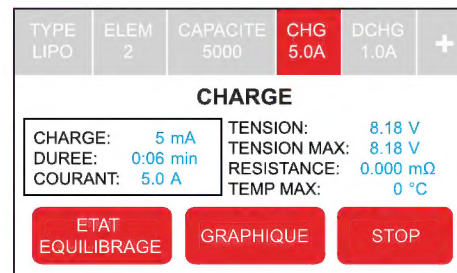 TYPE LIPO ELEM 2 CAPACITE 5000 CHG 5.0A DCHG 1.0A +
CHARGE
CHARGE: 5 mA
DUREE: 0:06 min
COURANT: 5.0 A
TENSION: 8.18 V
TENSION MAX: 8.18 V
RESISTANCE: 0.000 mΩ
TEMP MAX: 0 °C
ETAT
EQUILIBRAGE
GRAPHIQUE
STOP